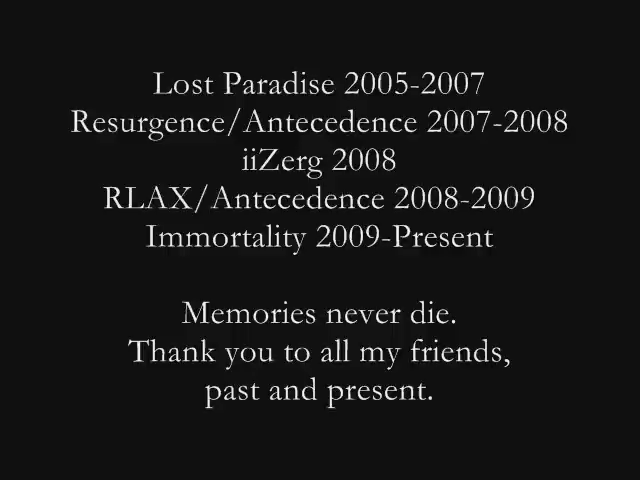 Lost Paradise 2005-2007
Resurgence/Antecedence 2007-2008
iiZerg 2008
RLAX/Antecedence 2008-2009
Immortality 2009-Present
Memories never die.
Thank you to all my friends,
past and present.